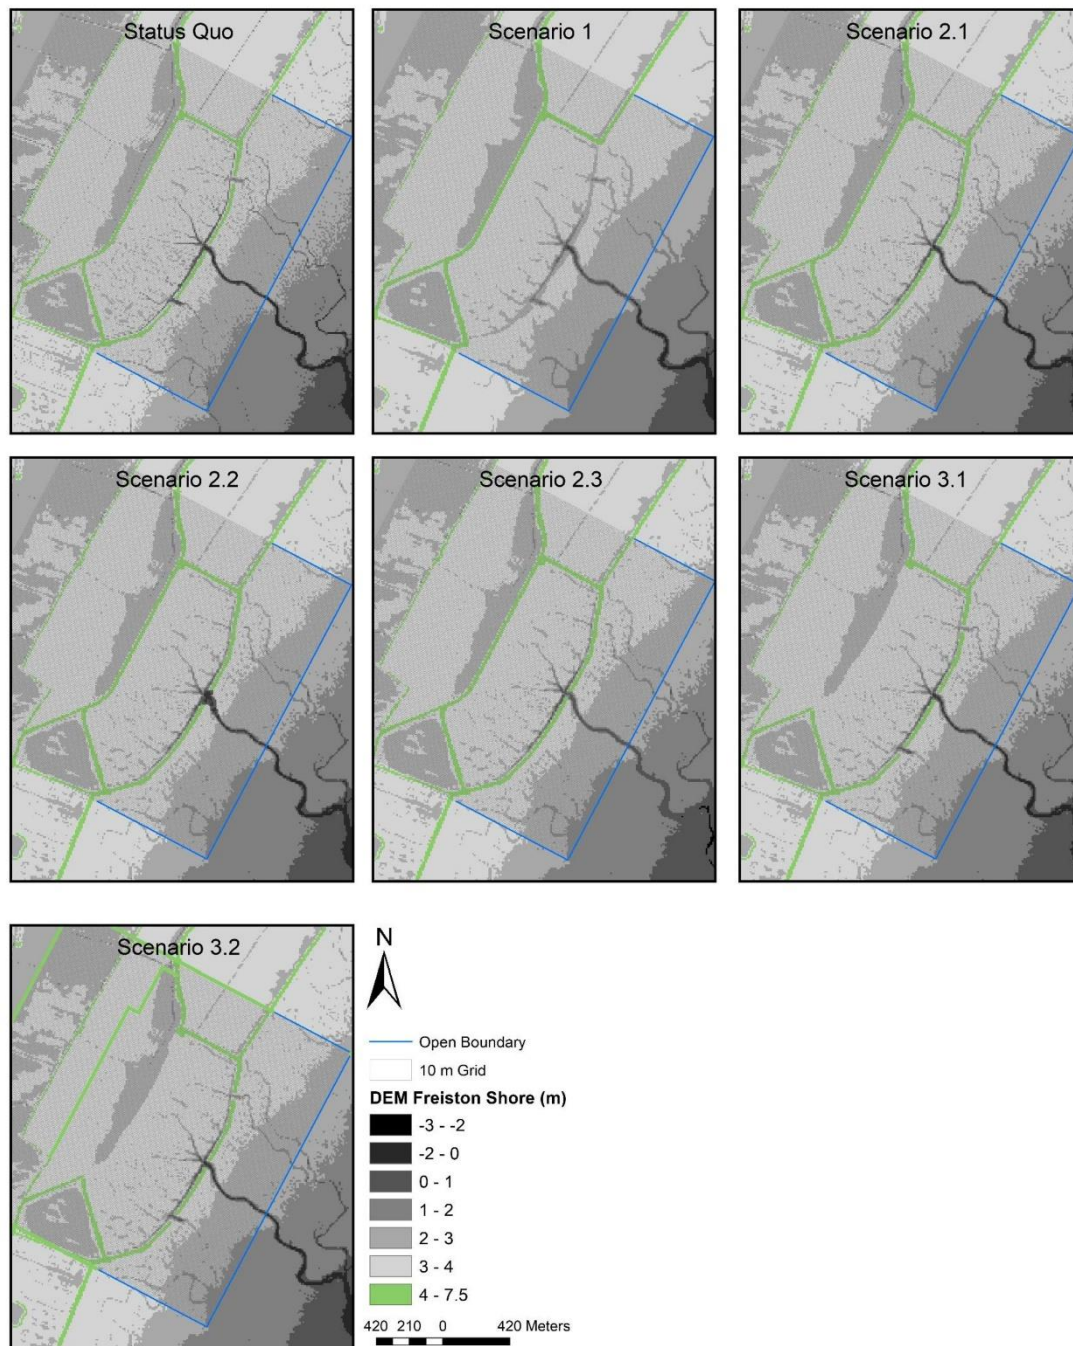 Status Quo
Scenario 1
Scenario 2.1
Scenario 2.2
Scenario 2.3
Scenario 3.1
Scenario 3.2
N
Open Boundary
10 m Grid
DEM Freiston Shore (m)
-3 - -2
-2 - 0
0 - 1
1 - 2
2 - 3
3 - 4
4 - 7.5
420 210 0 420 Meters